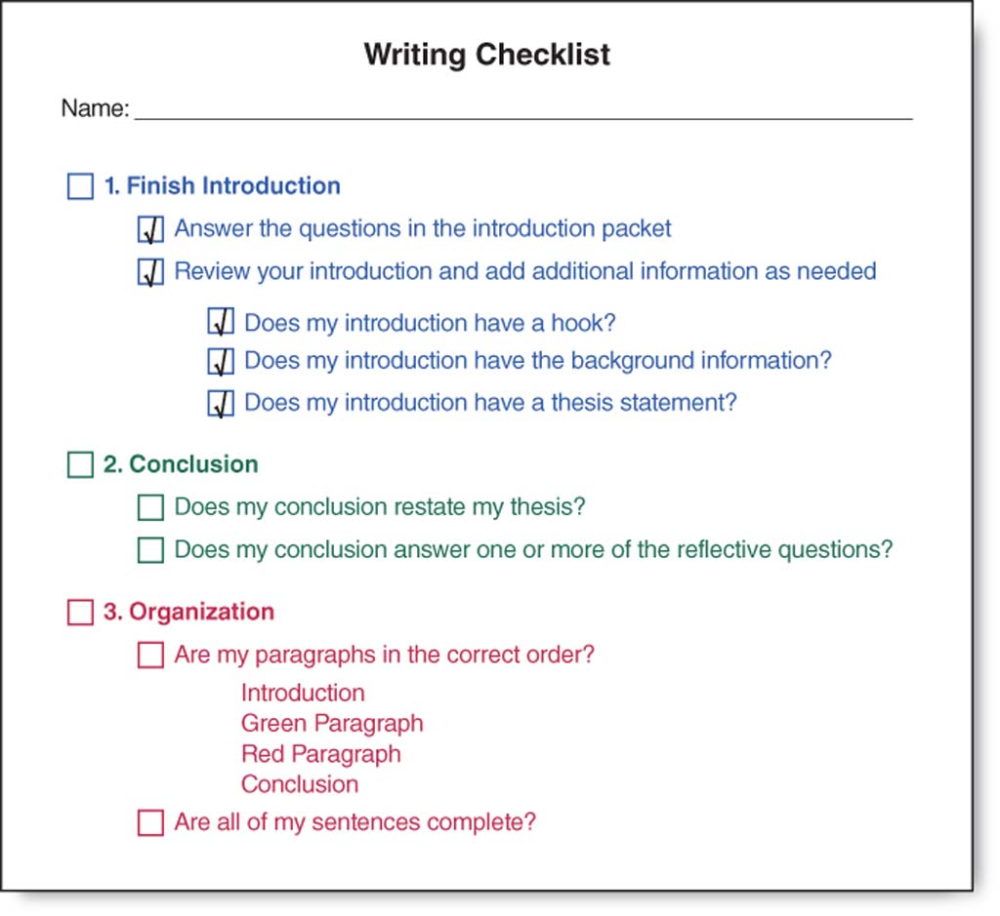 Writing Checklist
Name:
1. Finish Introduction
Answer the questions in the introduction packet
Review your introduction and add additional information as needed
Does my introduction have a hook?
Does my introduction have the background information?
Does my introduction have a thesis statement?
2. Conclusion
Does my conclusion restate my thesis?
Does my conclusion answer one or more of the reflective questions?
3. Organization
Are my paragraphs in the correct order?
Introduction
Green Paragraph
Red Paragraph
Conclusion
Are all of my sentences complete?